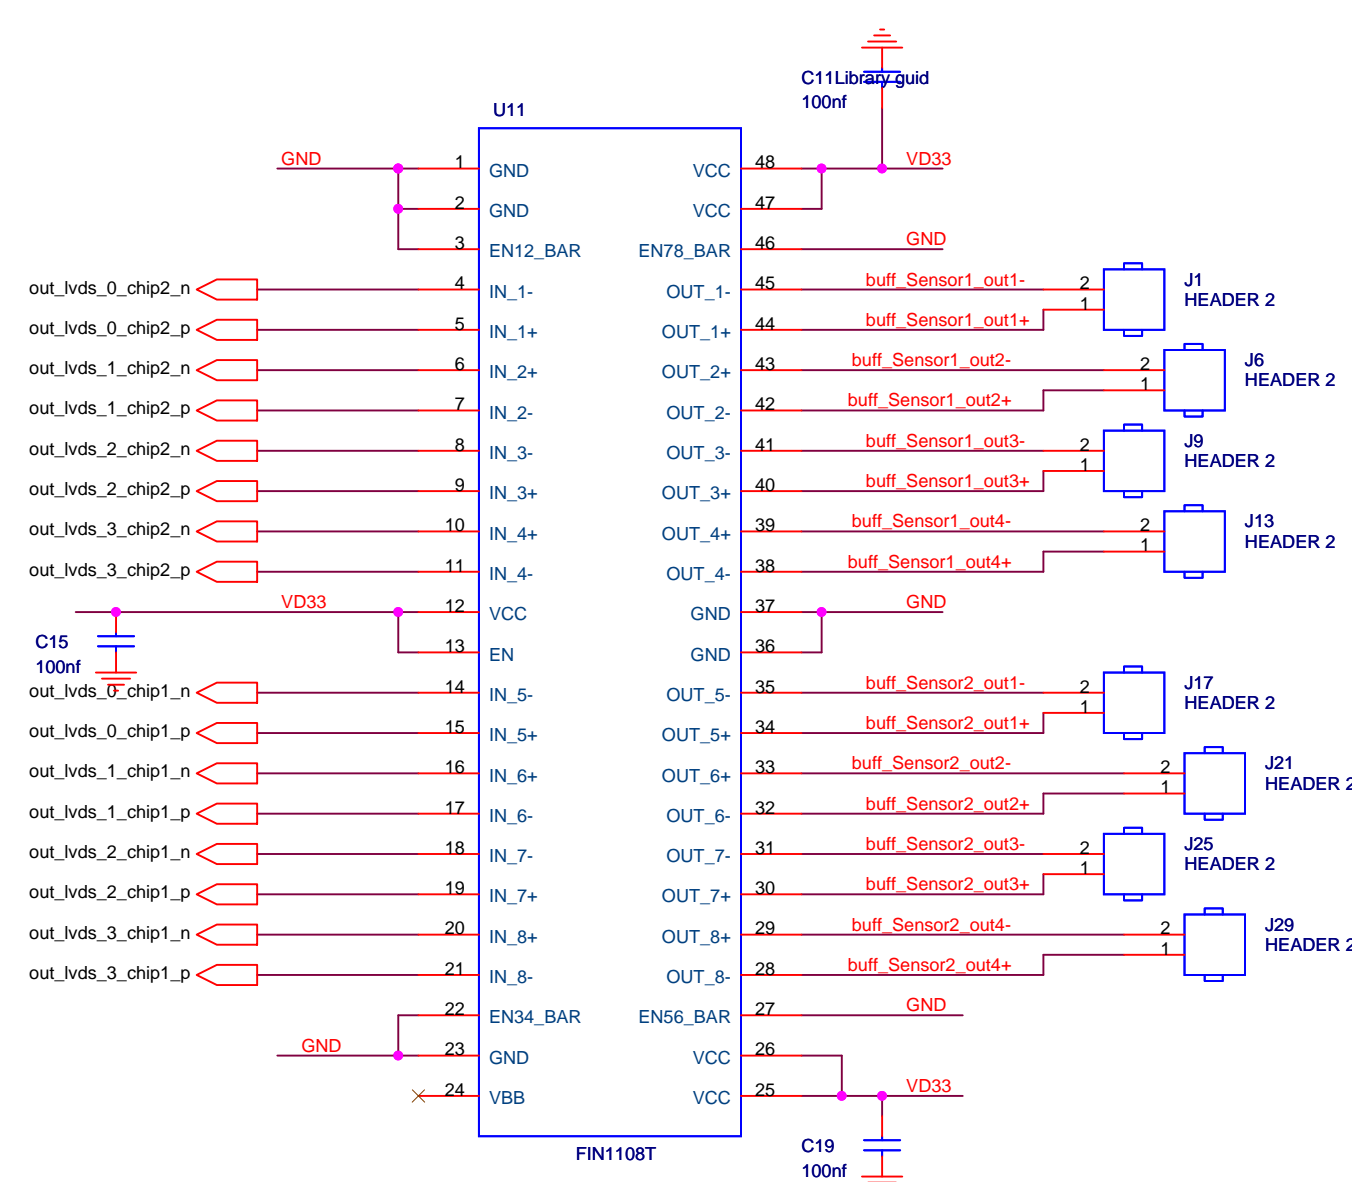 C11Library guid
100nf
U11
GND 1 GND VCC 48 VD33
2 GND VCC 47
3 EN12_BAR EN78_BAR 46 GND
out_lvds_0_chip2_n 4 IN_1- OUT_1- 45 buff_Sensor1_out1- 2 J1
HEADER 2
out_lvds_0_chip2_p 5 IN_1+ OUT_1+ 44 buff_Sensor1_out1+ 1
out_lvds_1_chip2_n 6 IN_2+ OUT_2+ 43 buff_Sensor1_out2- 2 J6
HEADER 2
out_lvds_1_chip2_p 7 IN_2- OUT_2- 42 buff_Sensor1_out2+ 1
out_lvds_2_chip2_n 8 IN_3- OUT_3- 41 buff_Sensor1_out3- 2 J9
HEADER 2
out_lvds_2_chip2_p 9 IN_3+ OUT_3+ 40 buff_Sensor1_out3+ 1
out_lvds_3_chip2_n 10 IN_4+ OUT_4+ 39 buff_Sensor1_out4- 2 J13
HEADER 2
out_lvds_3_chip2_p 11 IN_4- OUT_4- 38 buff_Sensor1_out4+ 1
VD33 12 VCC GND 37 GND
C15
100nf
13 EN GND 36
out_lvds_0_chip1_n 14 IN_5- OUT_5- 35 buff_Sensor2_out1- 2 J17
HEADER 2
out_lvds_0_chip1_p 15 IN_5+ OUT_5+ 34 buff_Sensor2_out1+ 1
out_lvds_1_chip1_n 16 IN_6+ OUT_6+ 33 buff_Sensor2_out2- 2 J21
HEADER 2
out_lvds_1_chip1_p 17 IN_6- OUT_6- 32 buff_Sensor2_out2+ 1
out_lvds_2_chip1_n 18 IN_7- OUT_7- 31 buff_Sensor2_out3- 2 J25
HEADER 2
out_lvds_2_chip1_p 19 IN_7+ OUT_7+ 30 buff_Sensor2_out3+ 1
out_lvds_3_chip1_n 20 IN_8+ OUT_8+ 29 buff_Sensor2_out4- 2 J29
HEADER 2
out_lvds_3_chip1_p 21 IN_8- OUT_8- 28 buff_Sensor2_out4+ 1
22 EN34_BAR EN56_BAR 27 GND
GND 23 GND VCC 26
24 VBB VCC 25 VD33
FIN1108T
C19
100nf